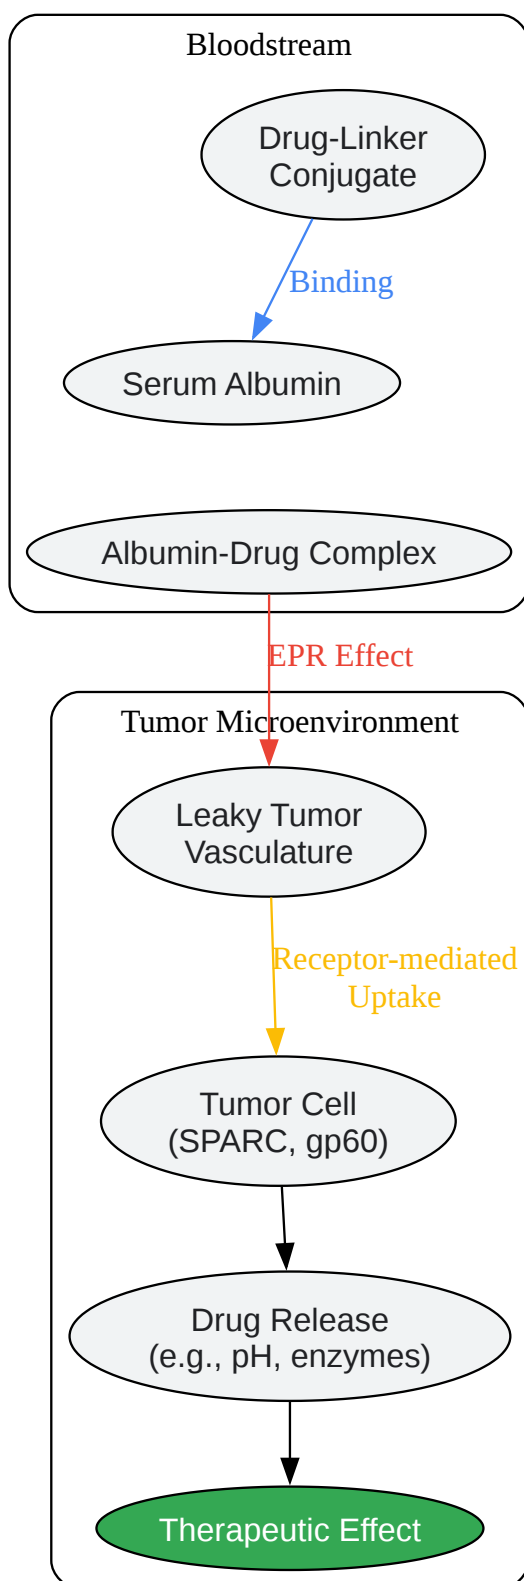 Bloodstream
Drug-Linker
Conjugate
Binding
Serum Albumin
Albumin-Drug Complex
EPR Effect
Tumor Microenvironment
Leaky Tumor
Vasculature
Receptor-mediated
Uptake
Tumor Cell
(SPARC, gp60)
Drug Release
(e.g., pH, enzymes)
Therapeutic Effect